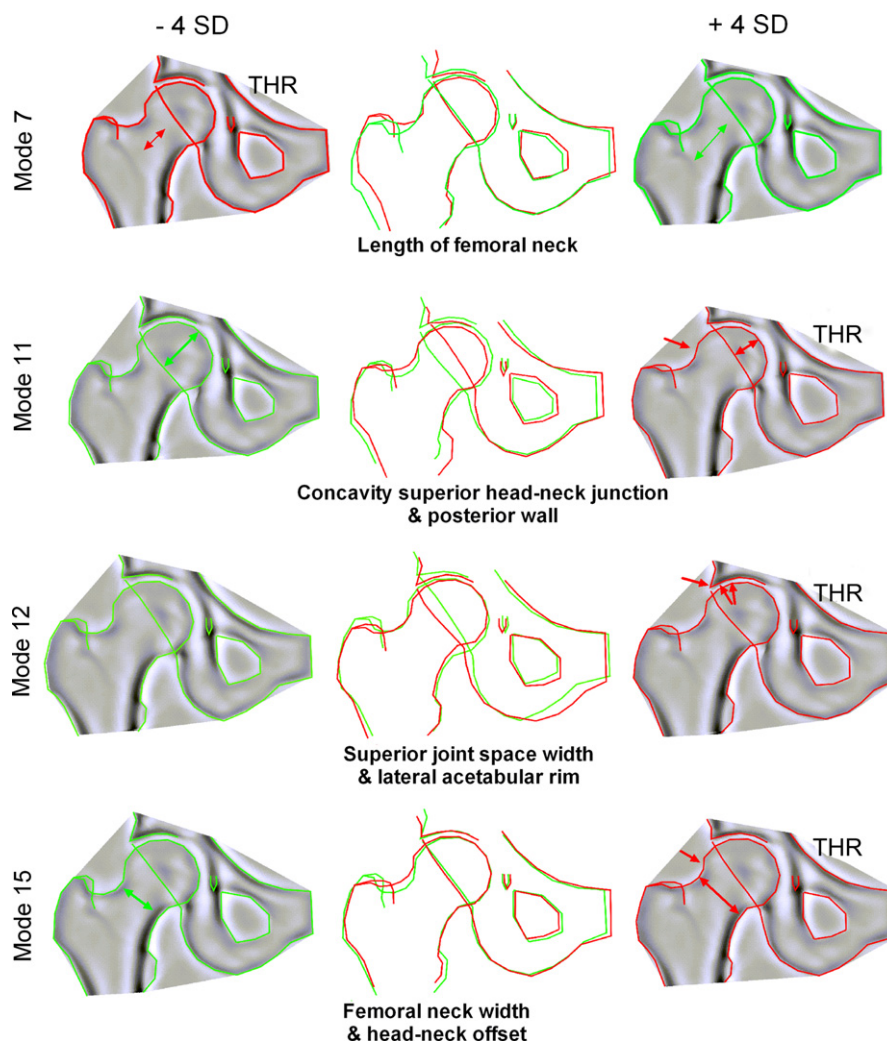 - 4 SD
+ 4 SD
Mode 7
THR
Length of femoral neck
Mode 11
THR
Concavity superior head-neck junction
& posterior wall
Mode 12
THR
Superior joint space width
& lateral acetabular rim
Mode 15
THR
Femoral neck width
& head-neck offset